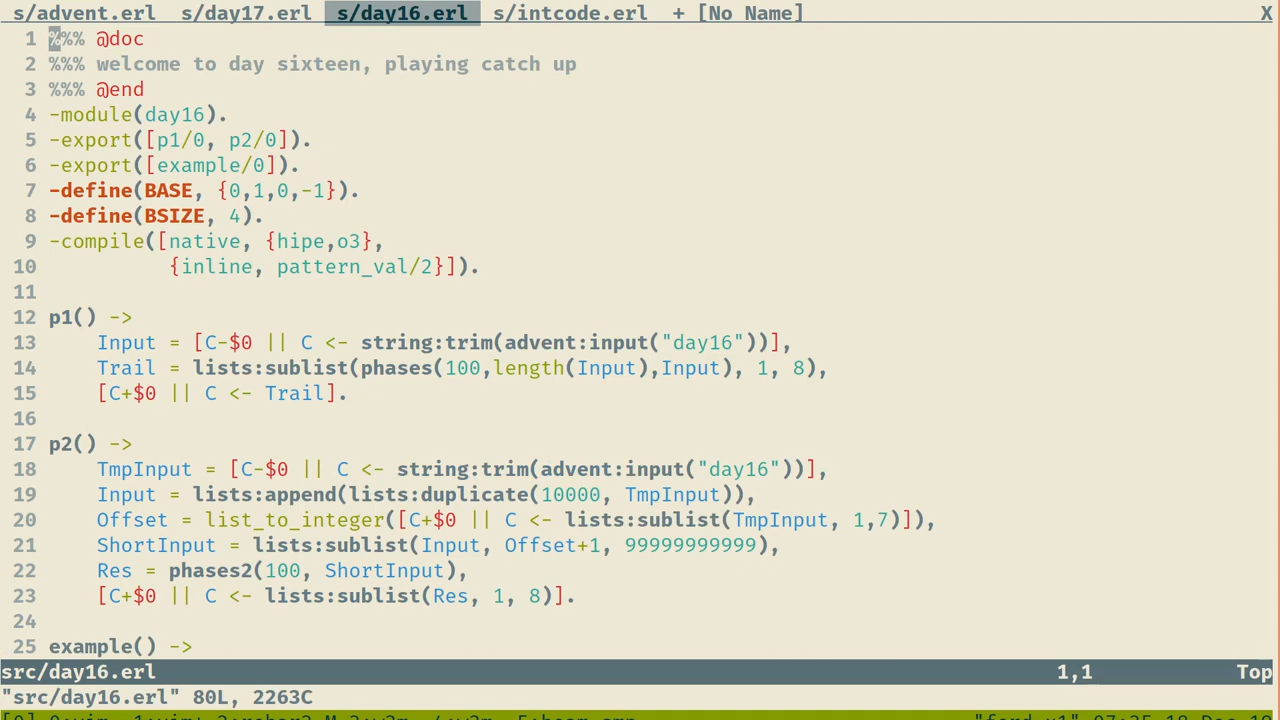 s/advent.erl s/day17.erl s/day16.erl s/intcode.erl + [No Name] X
1 %%% @doc
2 %%% welcome to day sixteen, playing catch up
3 %%% @end
4 -module(day16).
5 -export([p1/0, p2/0]).
6 -export([example/0]).
7 -define(BASE, {0,1,0,-1}).
8 -define(BSIZE, 4).
9 -compile([native, {hipe,o3},
10           {inline, pattern_val/2}]).
11
12 p1() ->
13     Input = [C-$0 || C <- string:trim(advent:input("day16"))],
14     Trail = lists:sublist(phases(100,length(Input),Input), 1, 8),
15     [C+$0 || C <- Trail].
16
17 p2() ->
18     TmpInput = [C-$0 || C <- string:trim(advent:input("day16"))],
19     Input = lists:append(lists:duplicate(10000, TmpInput)),
20     Offset = list_to_integer([C+$0 || C <- lists:sublist(TmpInput, 1,7)]),
21     ShortInput = lists:sublist(Input, Offset+1, 99999999999),
22     Res = phases2(100, ShortInput),
23     [C+$0 || C <- lists:sublist(Res, 1, 8)].
24
25 example() ->
src/day16.erl 1,1 Top
"src/day16.erl" 80L, 2263C